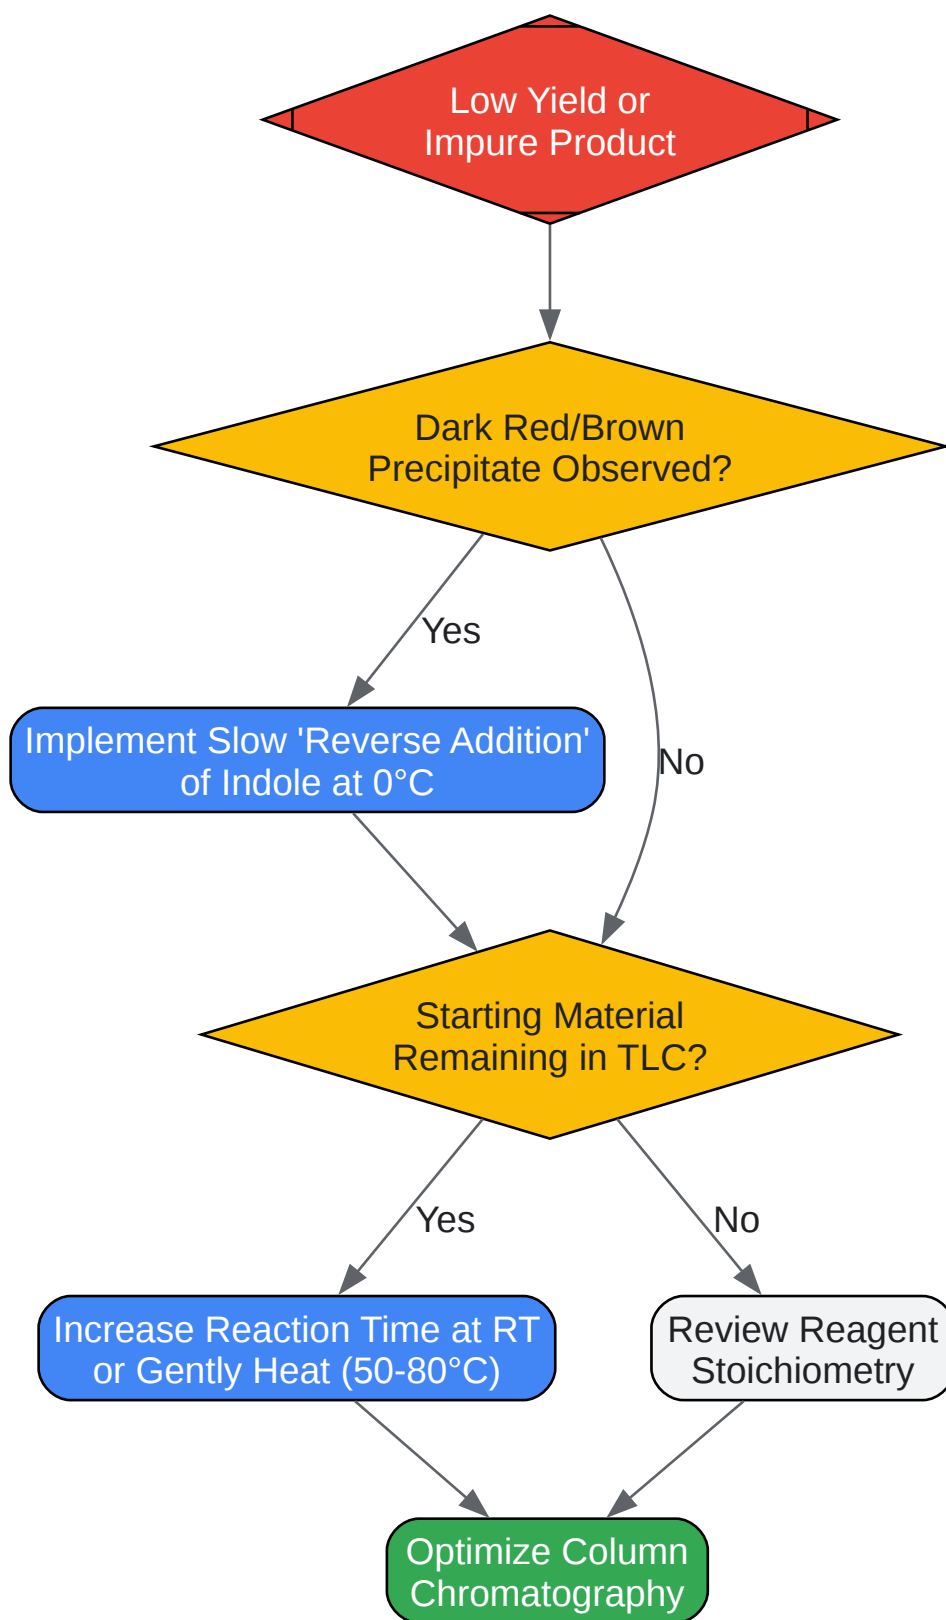 Low Yield or
Impure Product
Dark Red/Brown
Precipitate Observed?
Yes
Implement Slow 'Reverse Addition'
of Indole at 0°C
No
Starting Material
Remaining in TLC?
Yes
No
Increase Reaction Time at RT
or Gently Heat (50-80°C)
Review Reagent
Stoichiometry
Optimize Column
Chromatography